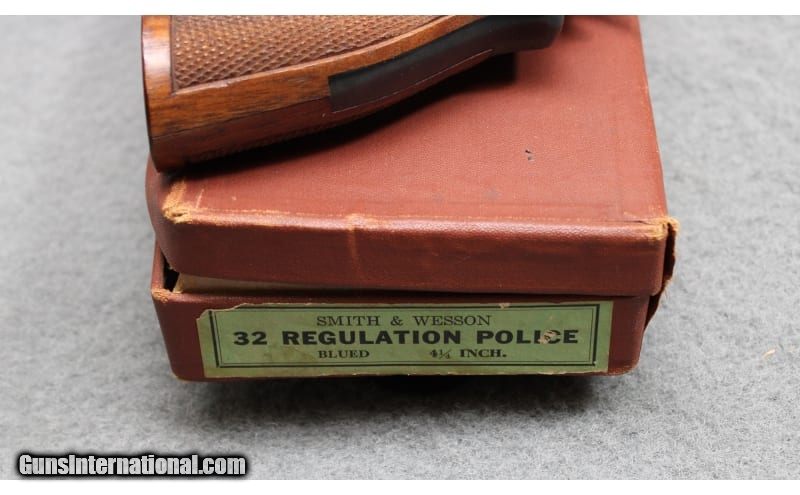 SMITH & WESSON
32 REGULATION POLICE
BLUED 4¼ INCH.
GunsInternational.com